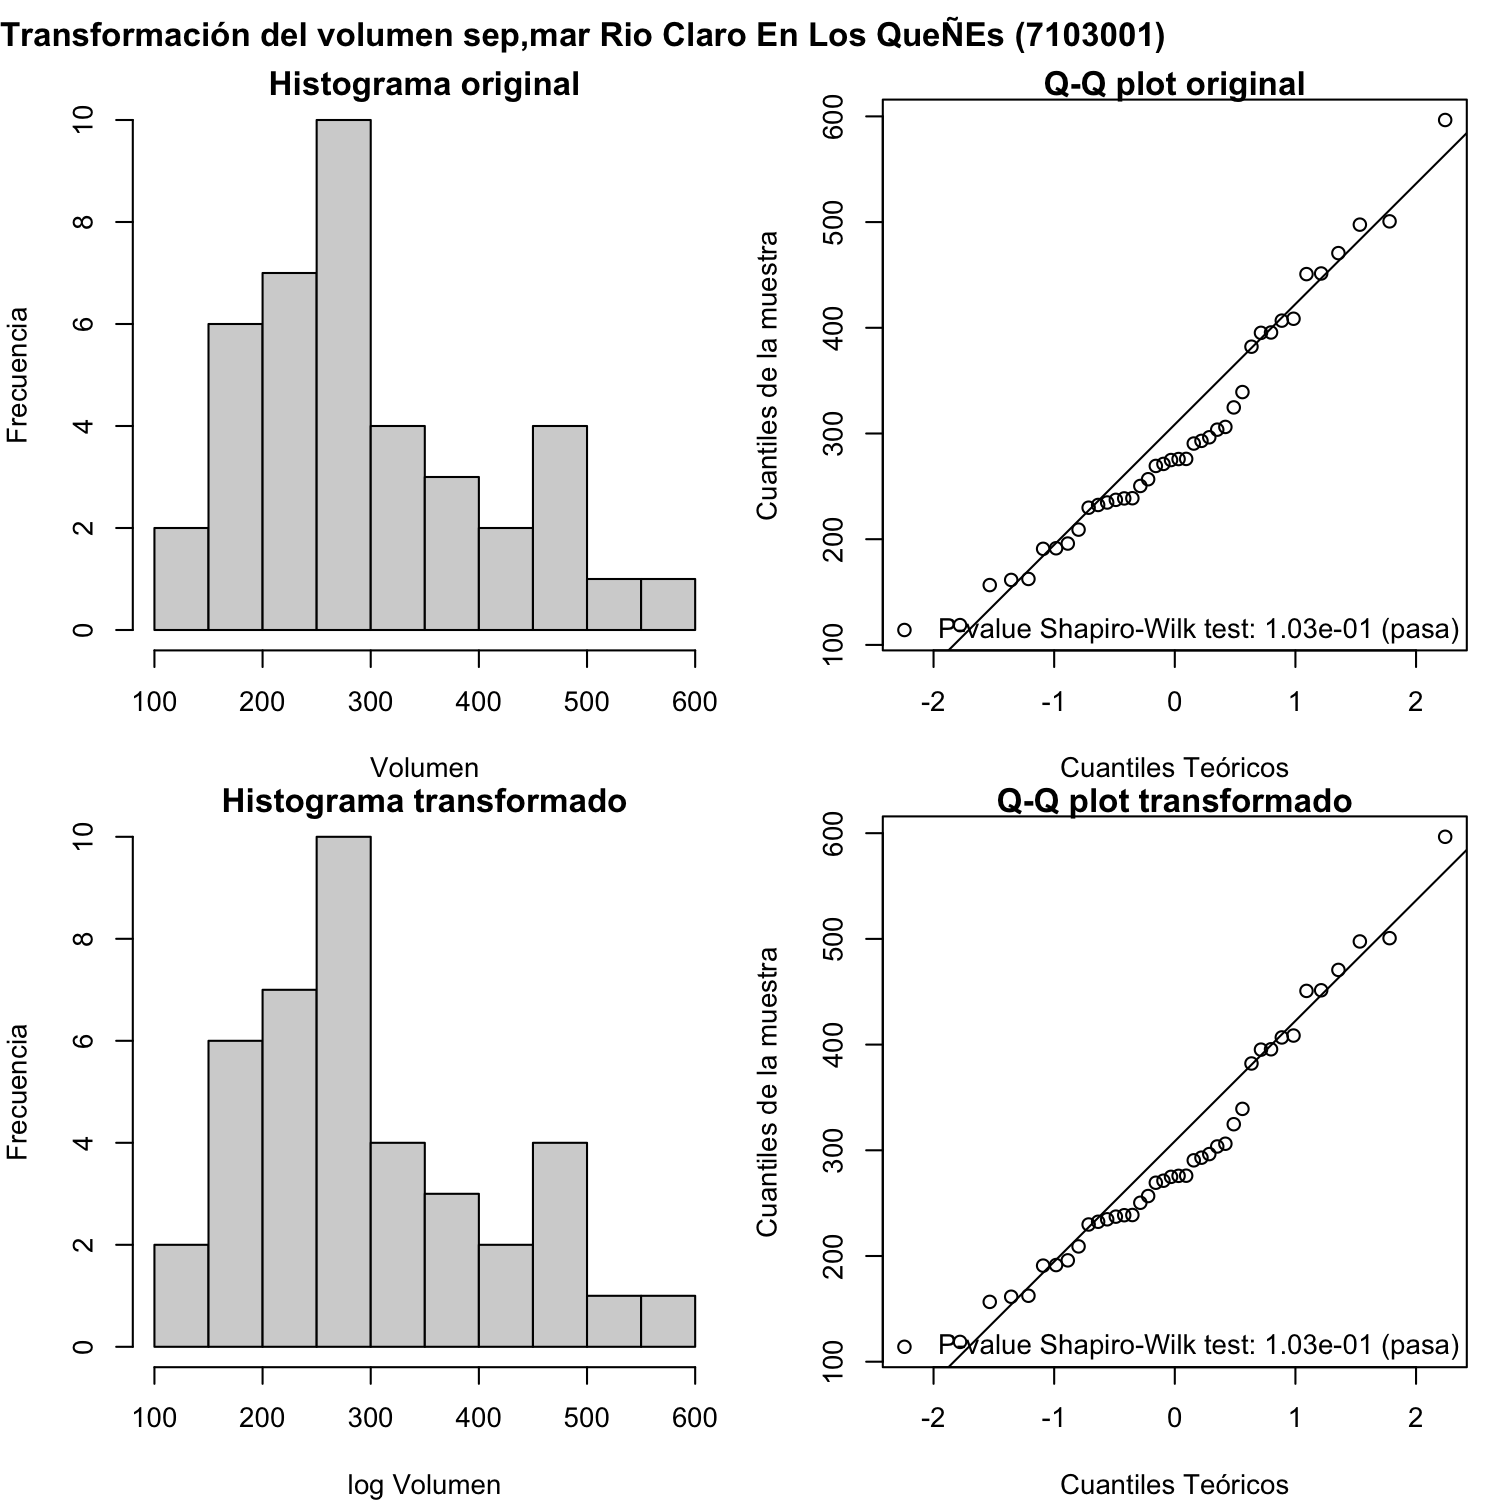 Transformación del volumen sep,mar Rio Claro En Los QueÑEs (7103001)
Histograma original
Frecuencia
10
8
6
4
2
0
100 200 300 400 500 600
Volumen
Q-Q plot original
Cuantiles de la muestra
600
500
400
300
200
100
P-value Shapiro-Wilk test: 1.03e-01 (pasa)
-2 -1 0 1 2
Cuantiles Teóricos
Histograma transformado
Frecuencia
10
8
6
4
2
0
100 200 300 400 500 600
log Volumen
Q-Q plot transformado
Cuantiles de la muestra
600
500
400
300
200
100
P-value Shapiro-Wilk test: 1.03e-01 (pasa)
-2 -1 0 1 2
Cuantiles Teóricos